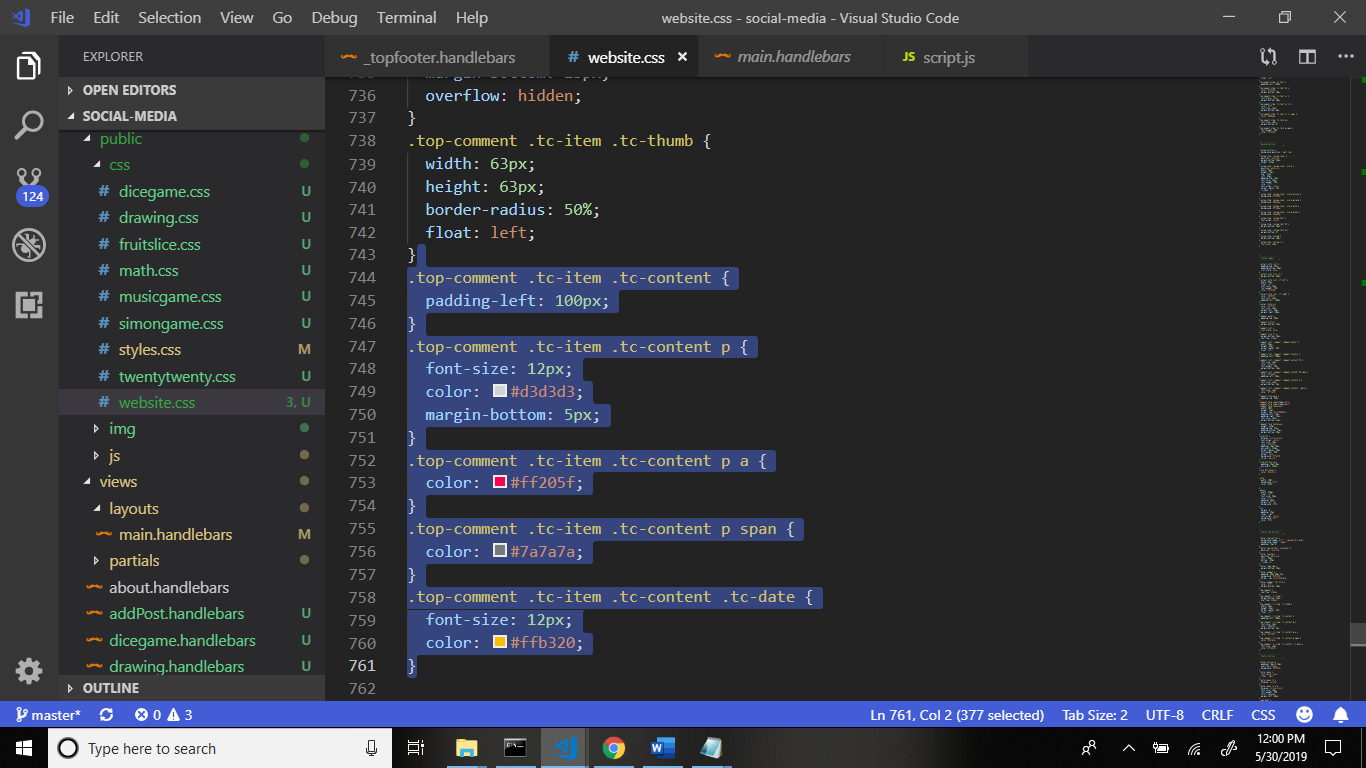 File Edit Selection View Go Debug Terminal Help
website.css - social-media - Visual Studio Code
EXPLORER
OPEN EDITORS
SOCIAL-MEDIA
public
css
# dicegame.css U
# drawing.css U
# fruitslice.css U
# math.css U
# musicgame.css U
# simongame.css U
# styles.css M
# twentytwenty.css U
# website.css 3, U
img
js
views
layouts
main.handlebars M
partials
about.handlebars
addPost.handlebars U
dicegame.handlebars U
drawing.handlebars U
OUTLINE
124
_topfooter.handlebars
# website.css
main.handlebars
JS script.js
736 overflow: hidden;
737 }
738 .top-comment .tc-item .tc-thumb {
739 width: 63px;
740 height: 63px;
741 border-radius: 50%;
742 float: left;
743 }
744 .top-comment .tc-item .tc-content {
745 padding-left: 100px;
746 }
747 .top-comment .tc-item .tc-content p {
748 font-size: 12px;
749 color: #d3d3d3;
750 margin-bottom: 5px;
751 }
752 .top-comment .tc-item .tc-content p a {
753 color: #ff205f;
754 }
755 .top-comment .tc-item .tc-content p span {
756 color: #7a7a7a;
757 }
758 .top-comment .tc-item .tc-content .tc-date {
759 font-size: 12px;
760 color: #ffb320;
761 }
762
master* 0 3
Ln 761, Col 2 (377 selected) Tab Size: 2 UTF-8 CRLF CSS
Type here to search
12:00 PM
5/30/2019